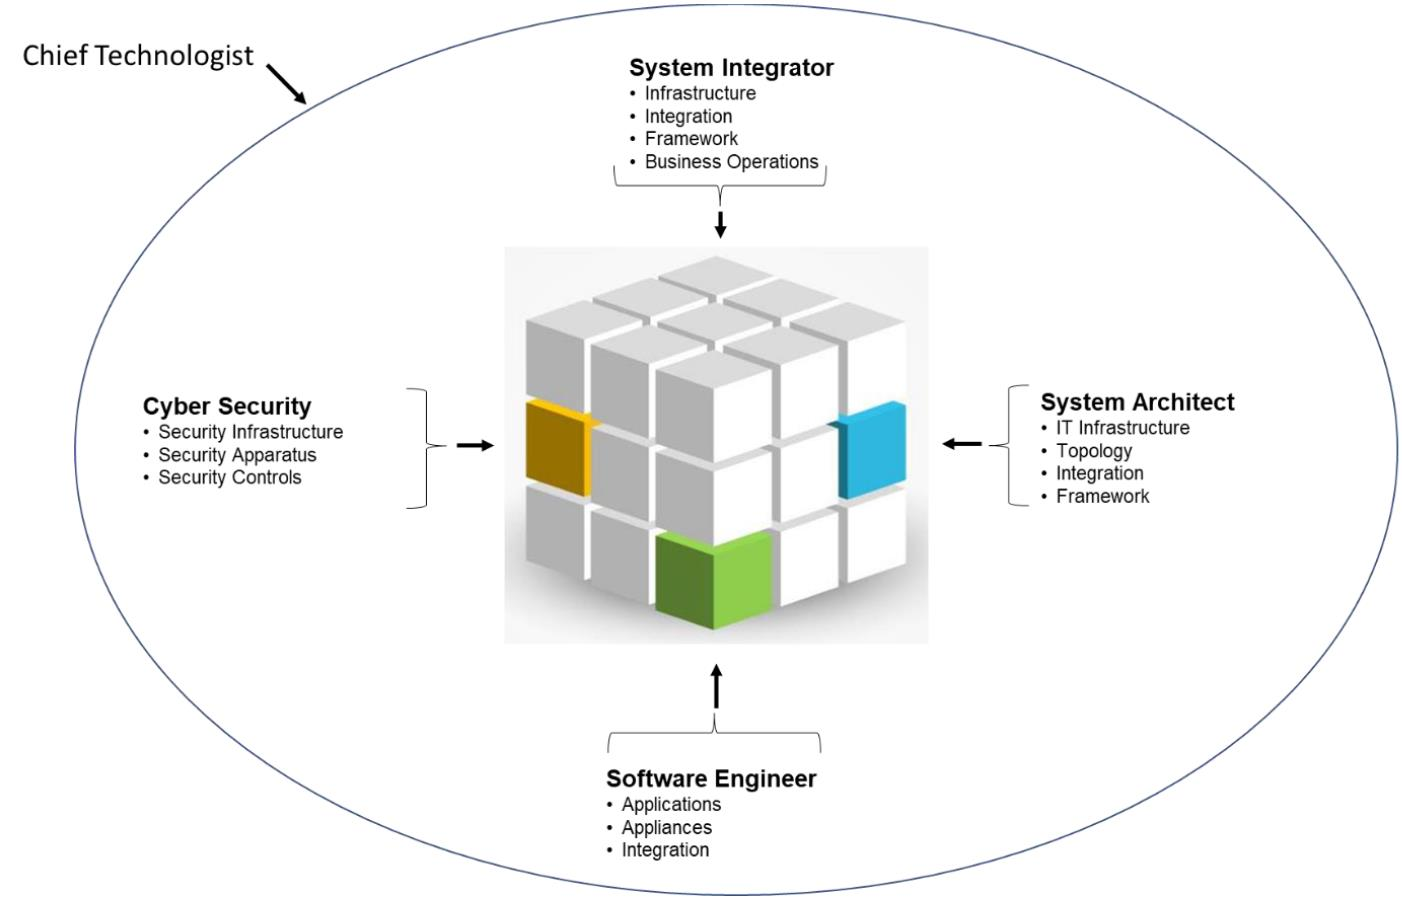 Chief Technologist
System Integrator
• Infrastructure
• Integration
• Framework
• Business Operations
Cyber Security
• Security Infrastructure
• Security Apparatus
• Security Controls
System Architect
• IT Infrastructure
• Topology
• Integration
• Framework
Software Engineer
• Applications
• Appliances
• Integration